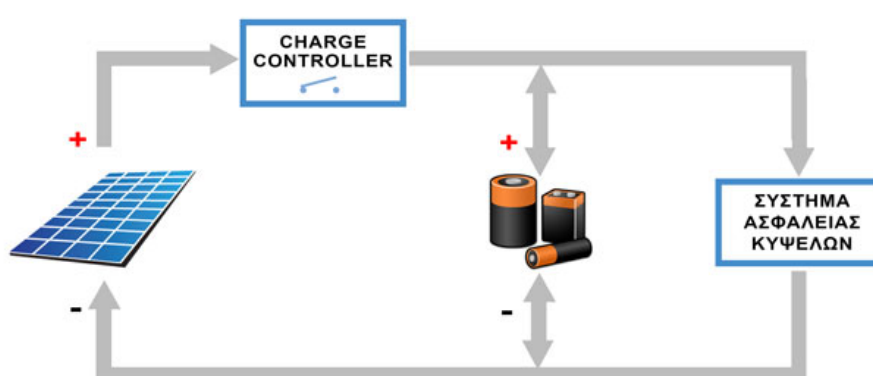 CHARGE
CONTROLLER
+
+
ΣΥΣΤΗΜΑ
ΑΣΦΑΛΕΙΑΣ
ΚΥΨΕΛΩΝ
-
-